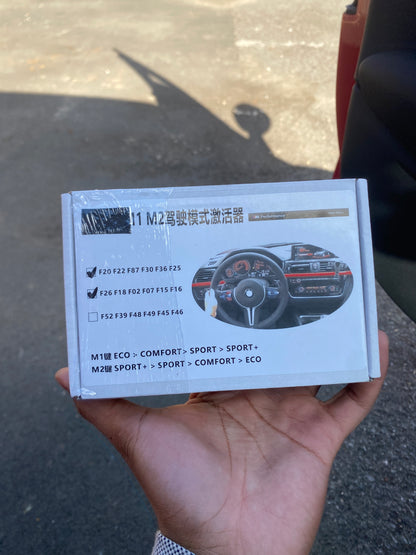 M1 M2驾驶模式激活器
M Performance
F20 F22 F87 F30 F36 F25
F26 F18 F02 F07 F15 F16
F52 F39 F48 F49 F45 F46
M1键 ECO > COMFORT> SPORT > SPORT+
M2键 SPORT+ > SPORT > COMFORT > ECO